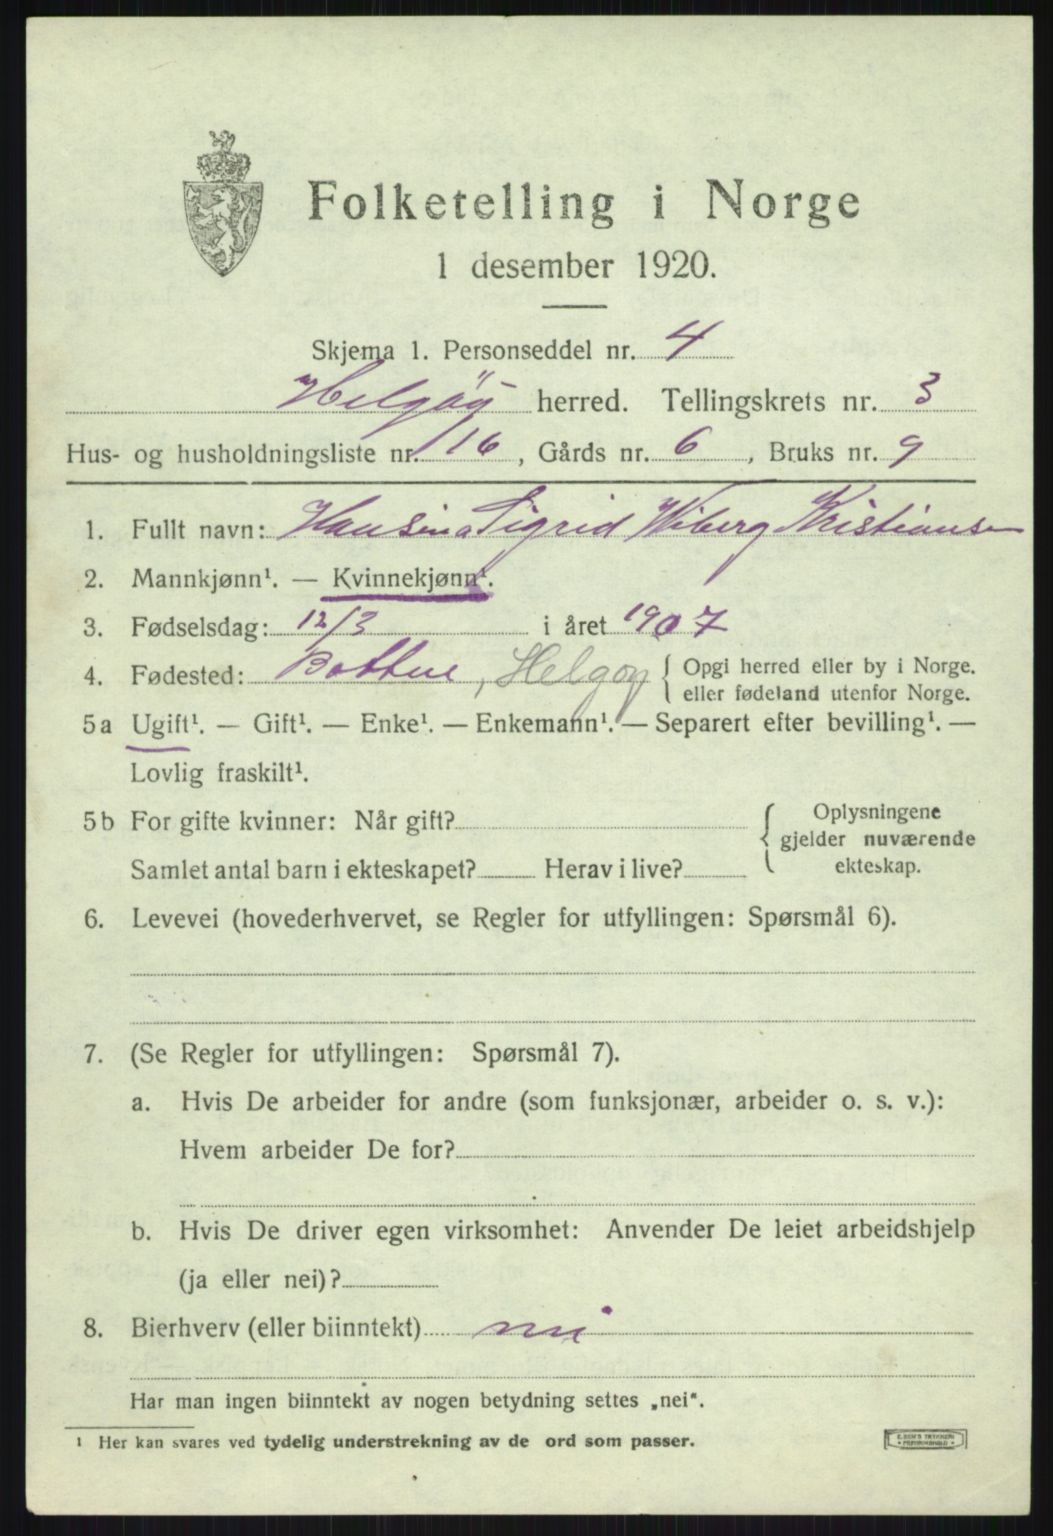 Folketelling i Norge
1 desember 1920.
Skjema 1. Personseddel nr. 4
Helgöy herred. Tellingskrets nr. 3
Hus- og husholdningsliste nr. 16, Gårds nr. 6, Bruks nr. 9
1. Fullt navn: Hansina Sigrid Wiberg Kristiansen
2. Mannkjønn¹. — Kvinnekjønn¹.
3. Fødselsdag: 12/3 i året 1907
4. Fødested: Botten, Helgøy { Opgi herred eller by i Norge.
eller fødeland utenfor Norge.
5a Ugift¹. — Gift¹. — Enke¹. — Enkemann¹. — Separert efter bevilling¹. —
Lovlig fraskilt¹.
5b For gifte kvinner: Når gift? { Oplysningene
gjelder nuværende
Samlet antal barn i ekteskapet? Herav i live? ekteskap.
6. Levevei (hovederhvervet, se Regler for utfyllingen: Spørsmål 6).
7. (Se Regler for utfyllingen: Spørsmål 7).
a. Hvis De arbeider for andre (som funksjonær, arbeider o. s. v.):
Hvem arbeider De for?
b. Hvis De driver egen virksomhet: Anvender De leiet arbeidshjelp
(ja eller nei)?
8. Bierhverv (eller biinntekt) nei
Har man ingen biinntekt av nogen betydning settes „nei“.
¹ Her kan svares ved tydelig understrekning av de ord som passer.